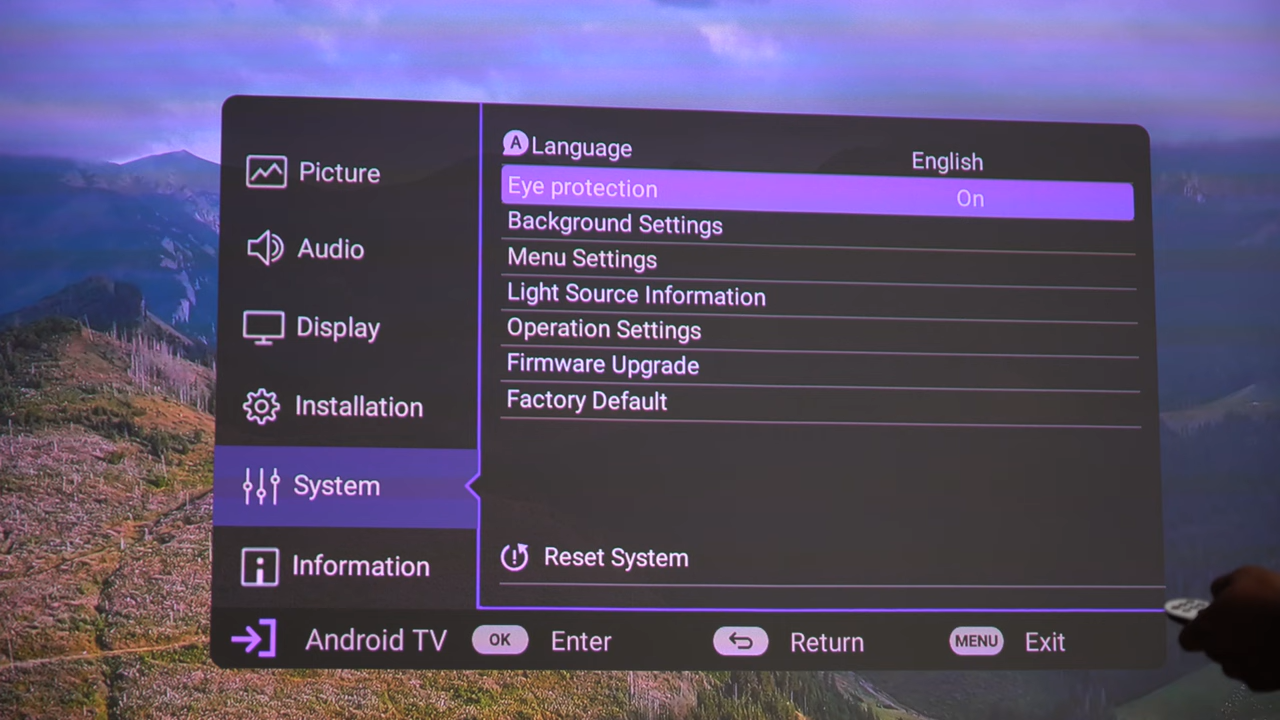 Picture
Audio
Display
Installation
System
Information
A Language English
Eye protection On
Background Settings
Menu Settings
Light Source Information
Operation Settings
Firmware Upgrade
Factory Default
Reset System
Android TV OK Enter Return MENU Exit